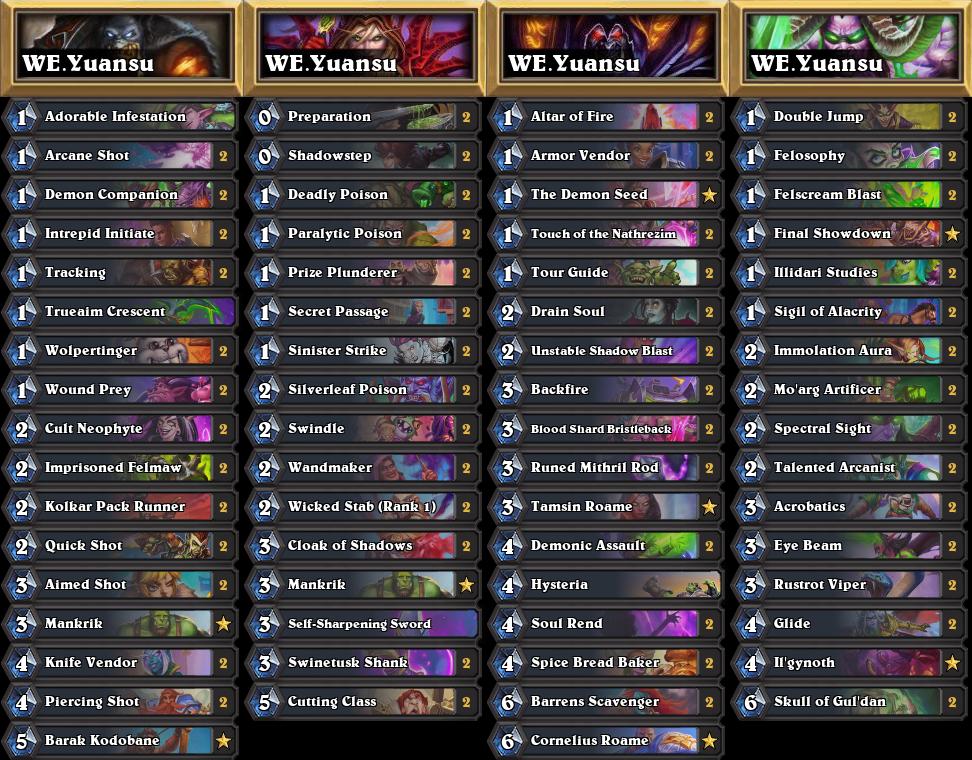 WE.Yuansu
1 Adorable Infestation
1 Arcane Shot 2
1 Demon Companion 2
1 Intrepid Initiate 2
1 Tracking 2
1 Trueaim Crescent
1 Wolpertinger 2
1 Wound Prey 2
2 Cult Neophyte 2
2 Imprisoned Felmaw 2
2 Kolkar Pack Runner 2
2 Quick Shot 2
3 Aimed Shot 2
3 Mankrik
4 Knife Vendor 2
4 Piercing Shot 2
5 Barak Kodobane
WE.Yuansu
0 Preparation 2
0 Shadowstep 2
1 Deadly Poison 2
1 Paralytic Poison 2
1 Prize Plunderer 2
1 Secret Passage 2
1 Sinister Strike 2
2 Silverleaf Poison 2
2 Swindle 2
2 Wandmaker 2
2 Wicked Stab (Rank 1) 2
3 Cloak of Shadows 2
3 Mankrik
3 Self-Sharpening Sword
3 Swinetusk Shank 2
5 Cutting Class 2
WE.Yuansu
1 Altar of Fire 2
1 Armor Vendor 2
1 The Demon Seed
1 Touch of the Nathrezim 2
1 Tour Guide 2
2 Drain Soul 2
2 Unstable Shadow Blast 2
3 Backfire 2
3 Blood Shard Bristleback 2
3 Runed Mithril Rod 2
3 Tamsin Roame
4 Demonic Assault 2
4 Hysteria
4 Soul Rend 2
4 Spice Bread Baker 2
6 Barrens Scavenger 2
6 Cornelius Roame
WE.Yuansu
1 Double Jump 2
1 Felosophy 2
1 Felscream Blast 2
1 Final Showdown
1 Illidari Studies 2
1 Sigil of Alacrity 2
2 Immolation Aura 2
2 Mo'arg Artificer 2
2 Spectral Sight 2
2 Talented Arcanist 2
3 Acrobatics 2
3 Eye Beam 2
3 Rustrot Viper 2
4 Glide 2
4 Il'gynoth
6 Skull of Gul'dan 2